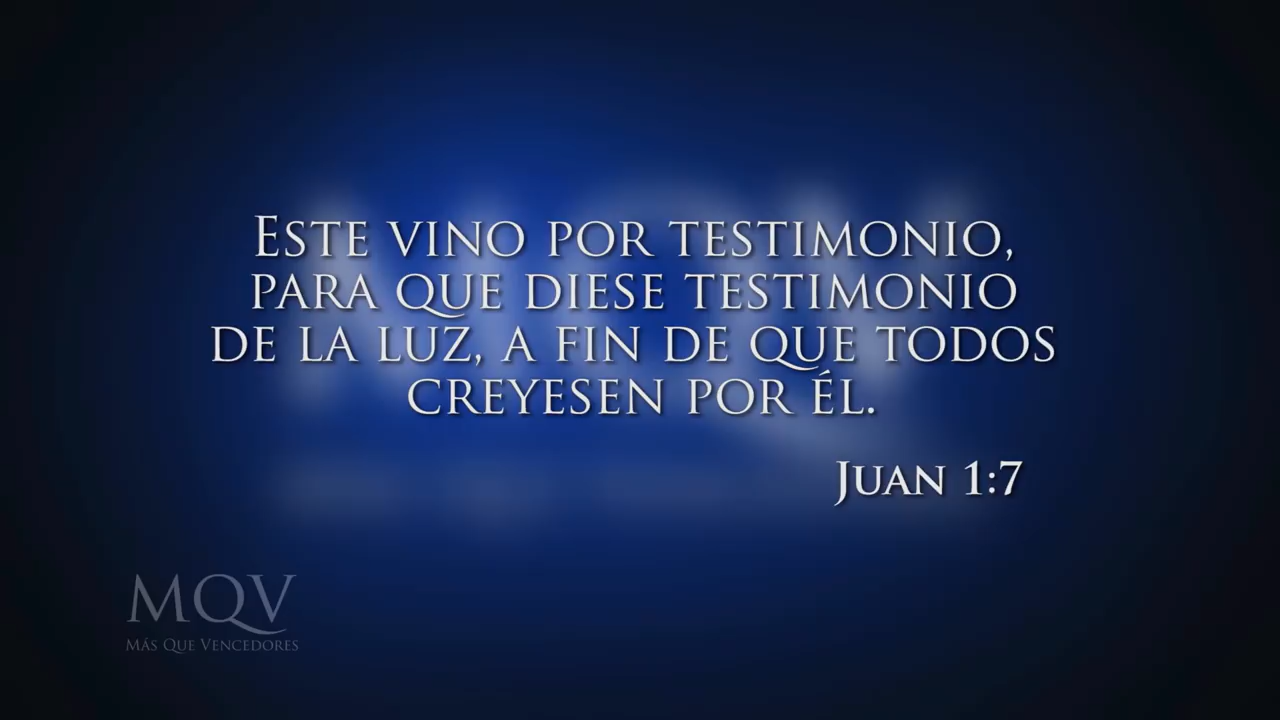 Este vino por testimonio,
para que diese testimonio
de la luz, a fin de que todos
creyesen por él.
Juan 1:7
MQV
Más Que Vencedores